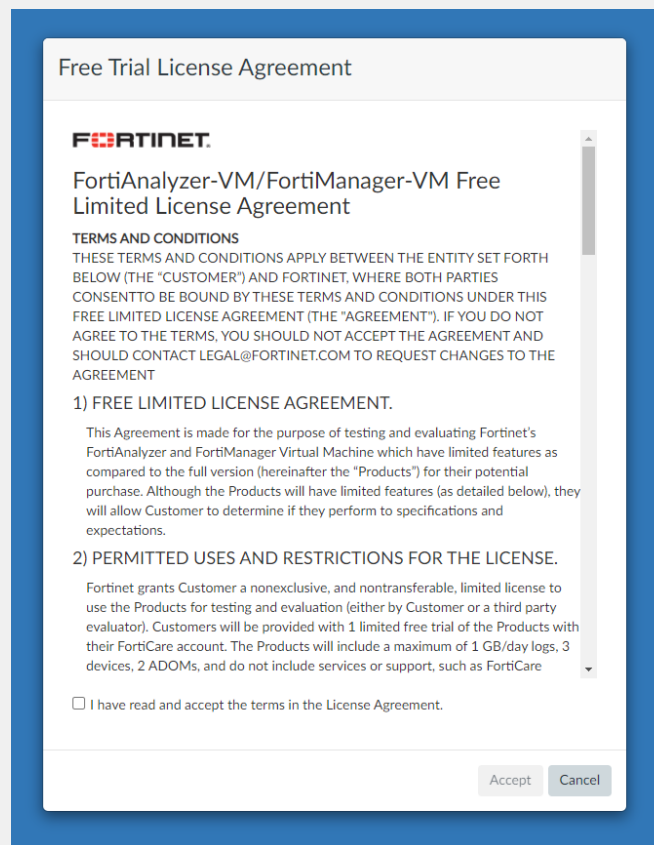 Free Trial License Agreement
FORTINET.
FortiAnalyzer-VM/FortiManager-VM Free
Limited License Agreement
TERMS AND CONDITIONS
THESE TERMS AND CONDITIONS APPLY BETWEEN THE ENTITY SET FORTH
BELOW (THE “CUSTOMER”) AND FORTINET, WHERE BOTH PARTIES
CONSENTTO BE BOUND BY THESE TERMS AND CONDITIONS UNDER THIS
FREE LIMITED LICENSE AGREEMENT (THE "AGREEMENT"). IF YOU DO NOT
AGREE TO THE TERMS, YOU SHOULD NOT ACCEPT THE AGREEMENT AND
SHOULD CONTACT LEGAL@FORTINET.COM TO REQUEST CHANGES TO THE
AGREEMENT
1) FREE LIMITED LICENSE AGREEMENT.
This Agreement is made for the purpose of testing and evaluating Fortinet’s
FortiAnalyzer and FortiManager Virtual Machine which have limited features as
compared to the full version (hereinafter the “Products”) for their potential
purchase. Although the Products will have limited features (as detailed below), they
will allow Customer to determine if they perform to specifications and
expectations.
2) PERMITTED USES AND RESTRICTIONS FOR THE LICENSE.
Fortinet grants Customer a nonexclusive, and nontransferable, limited license to
use the Products for testing and evaluation (either by Customer or a third party
evaluator). Customers will be provided with 1 limited free trial of the Products with
their FortiCare account. The Products will include a maximum of 1 GB/day logs, 3
devices, 2 ADOMs, and do not include services or support, such as FortiCare
I have read and accept the terms in the License Agreement.
Accept
Cancel